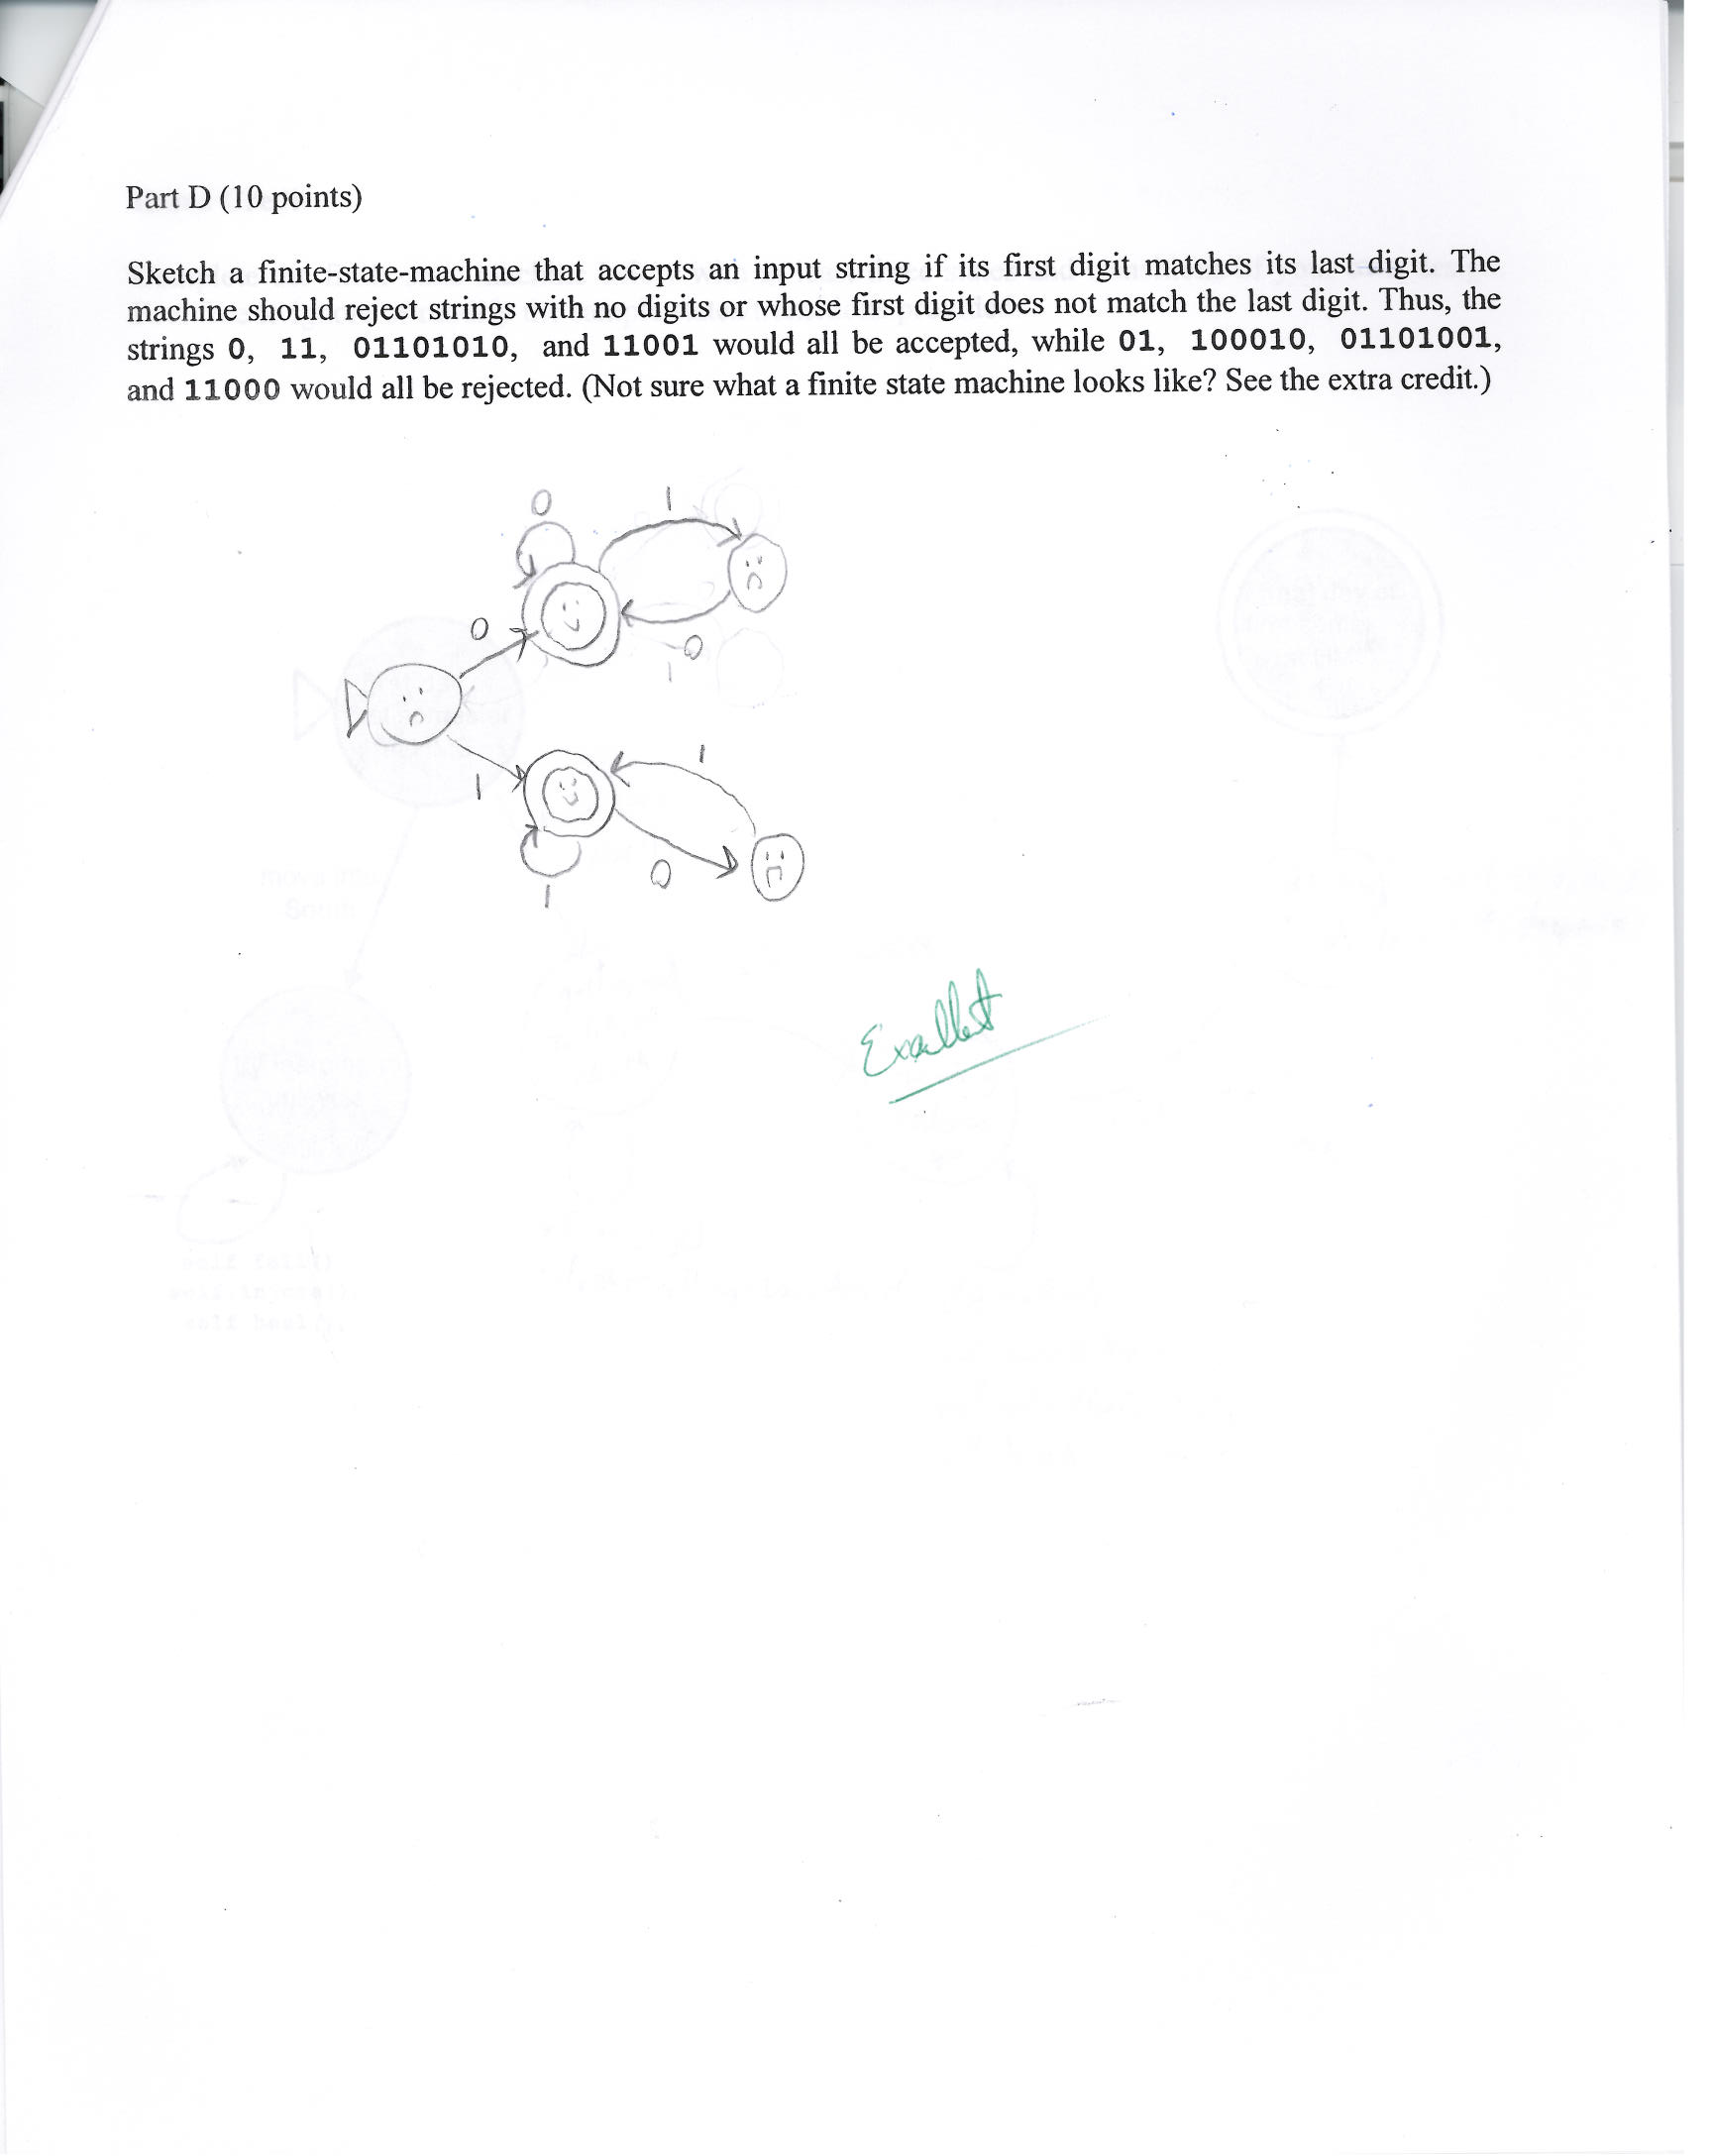 Part D (10 points)
Sketch a finite-state-machine that accepts an input string if its first digit matches its last digit. The
machine should reject strings with no digits or whose first digit does not match the last digit. Thus, the
strings 0, 11, 01101010, and 11001 would all be accepted, while 01, 100010, 01101001,
and 11000 would all be rejected. (Not sure what a finite state machine looks like? See the extra credit.)
0
1
0
0
1
1
0
1
Excellent